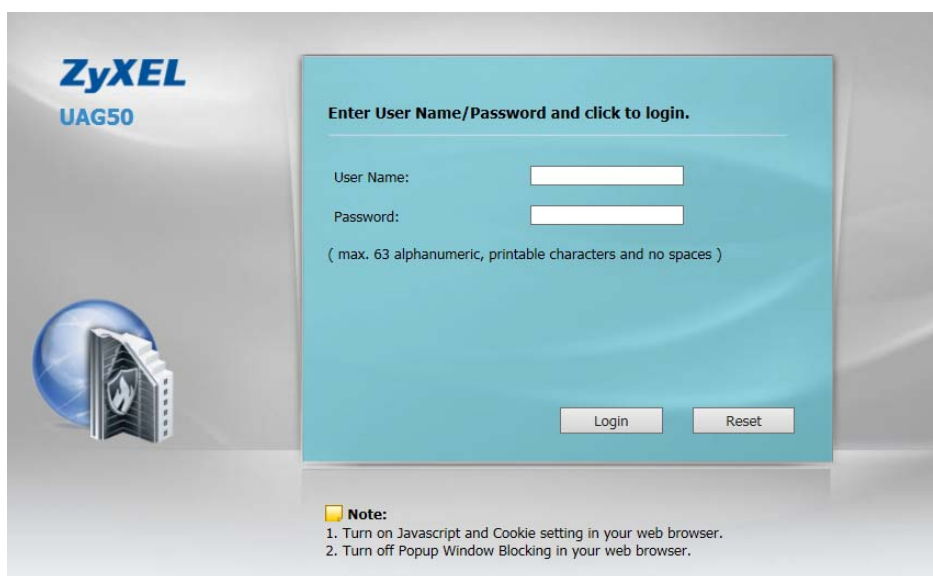 ZyXEL
UAG50
Enter User Name/Password and click to login.
User Name:
Password:
( max. 63 alphanumeric, printable characters and no spaces )
Login
Reset
Note:
1. Turn on Javascript and Cookie setting in your web browser.
2. Turn off Popup Window Blocking in your web browser.